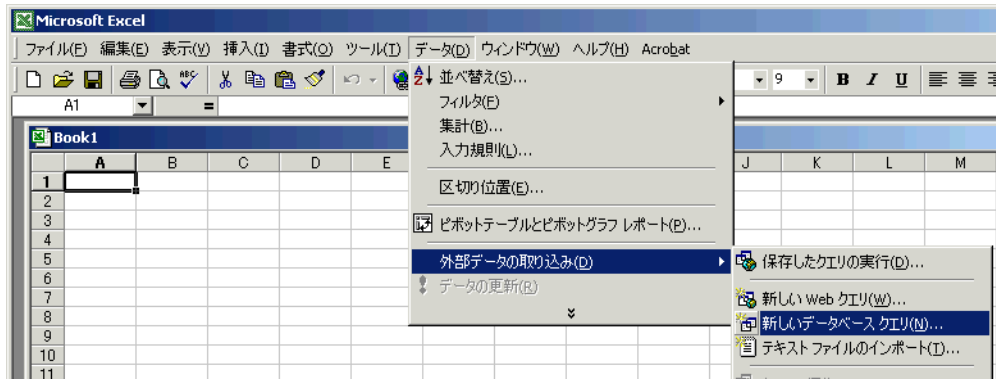 Microsoft Excel
ファイル(F) 編集(E) 表示(V) 挿入(I) 書式(O) ツール(T) データ(D) ウィンドウ(W) ヘルプ(H) Acrobat
9 B I U
A1 =
Book1
A B C D E J K L M
1
2
3
4
5
6
7
8
9
10
11
並べ替え(S)...
フィルタ(F)
集計(B)...
入力規則(L)...
区切り位置(E)...
ピボットテーブルとピボットグラフ レポート(P)...
外部データの取り込み(D)
データの更新(R)
保存したクエリの実行(D)...
新しい Web クエリ(W)...
新しいデータベース クエリ(N)...
テキスト ファイルのインポート(T)...